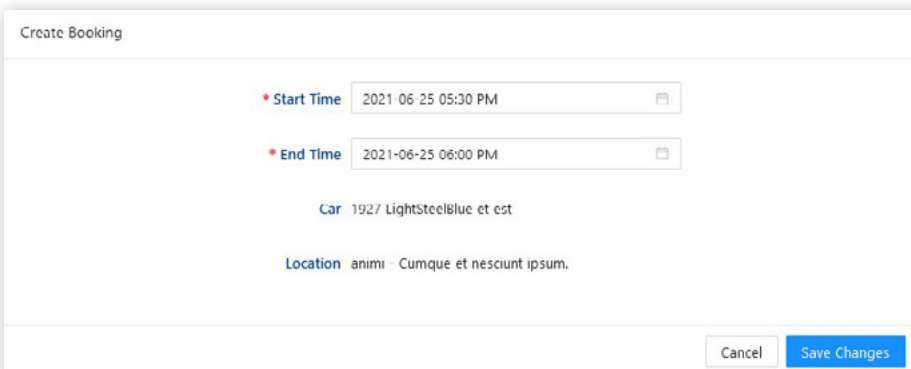 Create Booking
* Start Time 2021-06-25 05:30 PM
* End Time 2021-06-25 06:00 PM
Car 1927 LightSteelBlue et est
Location animi - Cumque et nesciunt ipsum.
Cancel Save Changes